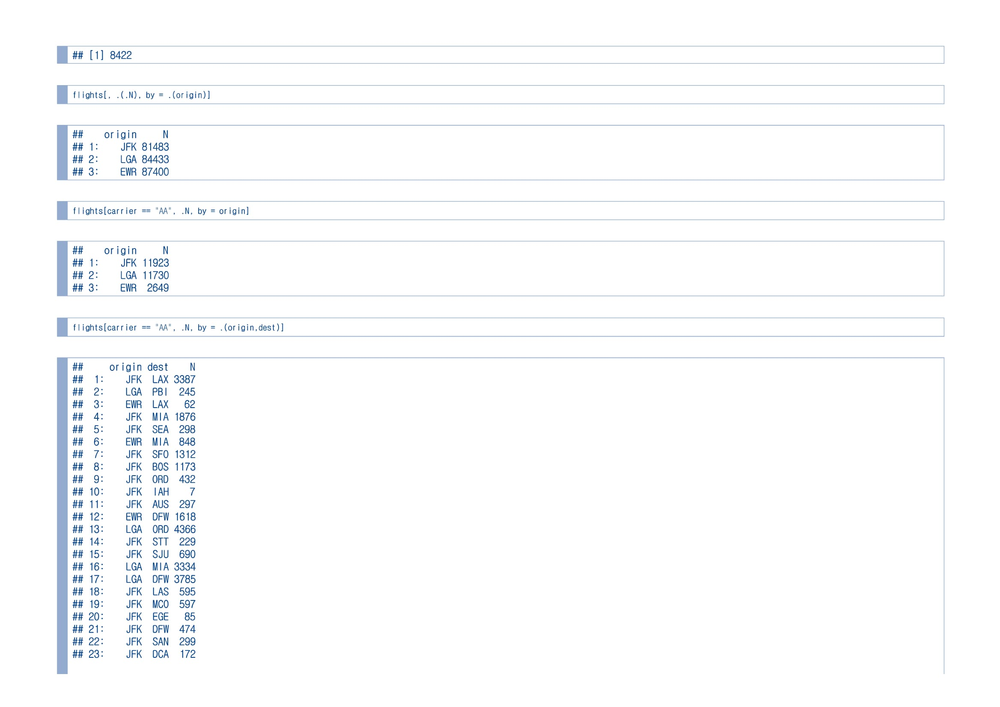 ## [1] 8422
flights[, .(.N), by = .(origin)]
##    origin     N
## 1:    JFK 81483
## 2:    LGA 84433
## 3:    EWR 87400
flights[carrier == "AA", .N, by = origin]
##    origin     N
## 1:    JFK 11923
## 2:    LGA 11730
## 3:    EWR  2649
flights[carrier == "AA", .N, by = .(origin,dest)]
##     origin dest    N
##  1:    JFK  LAX 3387
##  2:    LGA  PBI  245
##  3:    EWR  LAX   62
##  4:    JFK  MIA 1876
##  5:    JFK  SEA  298
##  6:    EWR  MIA  848
##  7:    JFK  SFO 1312
##  8:    JFK  BOS 1173
##  9:    JFK  ORD  432
## 10:    JFK  IAH    7
## 11:    JFK  AUS  297
## 12:    EWR  DFW 1618
## 13:    LGA  ORD 4366
## 14:    JFK  STT  229
## 15:    JFK  SJU  690
## 16:    LGA  MIA 3334
## 17:    LGA  DFW 3785
## 18:    JFK  LAS  595
## 19:    JFK  MCO  597
## 20:    JFK  EGE   85
## 21:    JFK  DFW  474
## 22:    JFK  SAN  299
## 23:    JFK  DCA  172